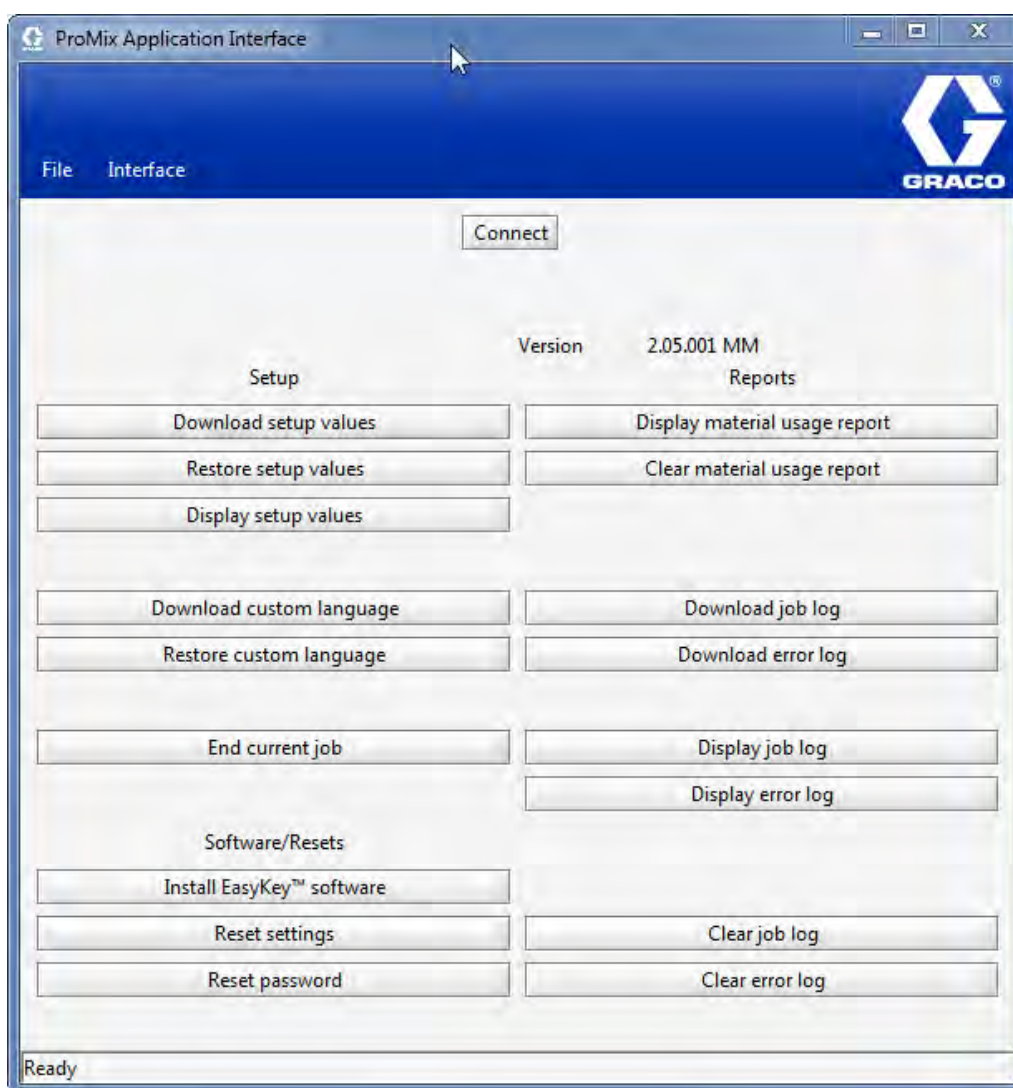 ProMix Application Interface
®
GRACO
File Interface
Connect
Version 2.05.001 MM
Setup Reports
Download setup values Display material usage report
Restore setup values Clear material usage report
Display setup values
Download custom language Download job log
Restore custom language Download error log
End current job Display job log
Display error log
Software/Resets
Install EasyKey™ software
Reset settings Clear job log
Reset password Clear error log
Ready